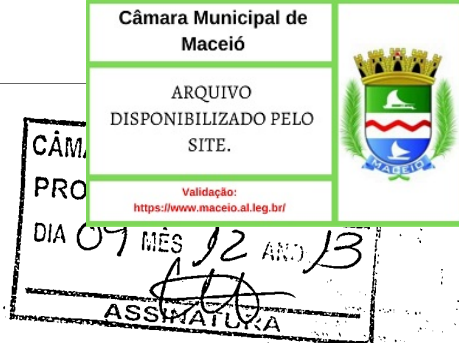 Câmara Municipal de
Maceió
ARQUIVO
DISPONIBILIZADO PELO
SITE.
Validação:
https://www.maceio.al.leg.br/
MACEIÓ
CÂM
PRO
DIA 09 MÊS 12 ANO 13
ASSINATURA